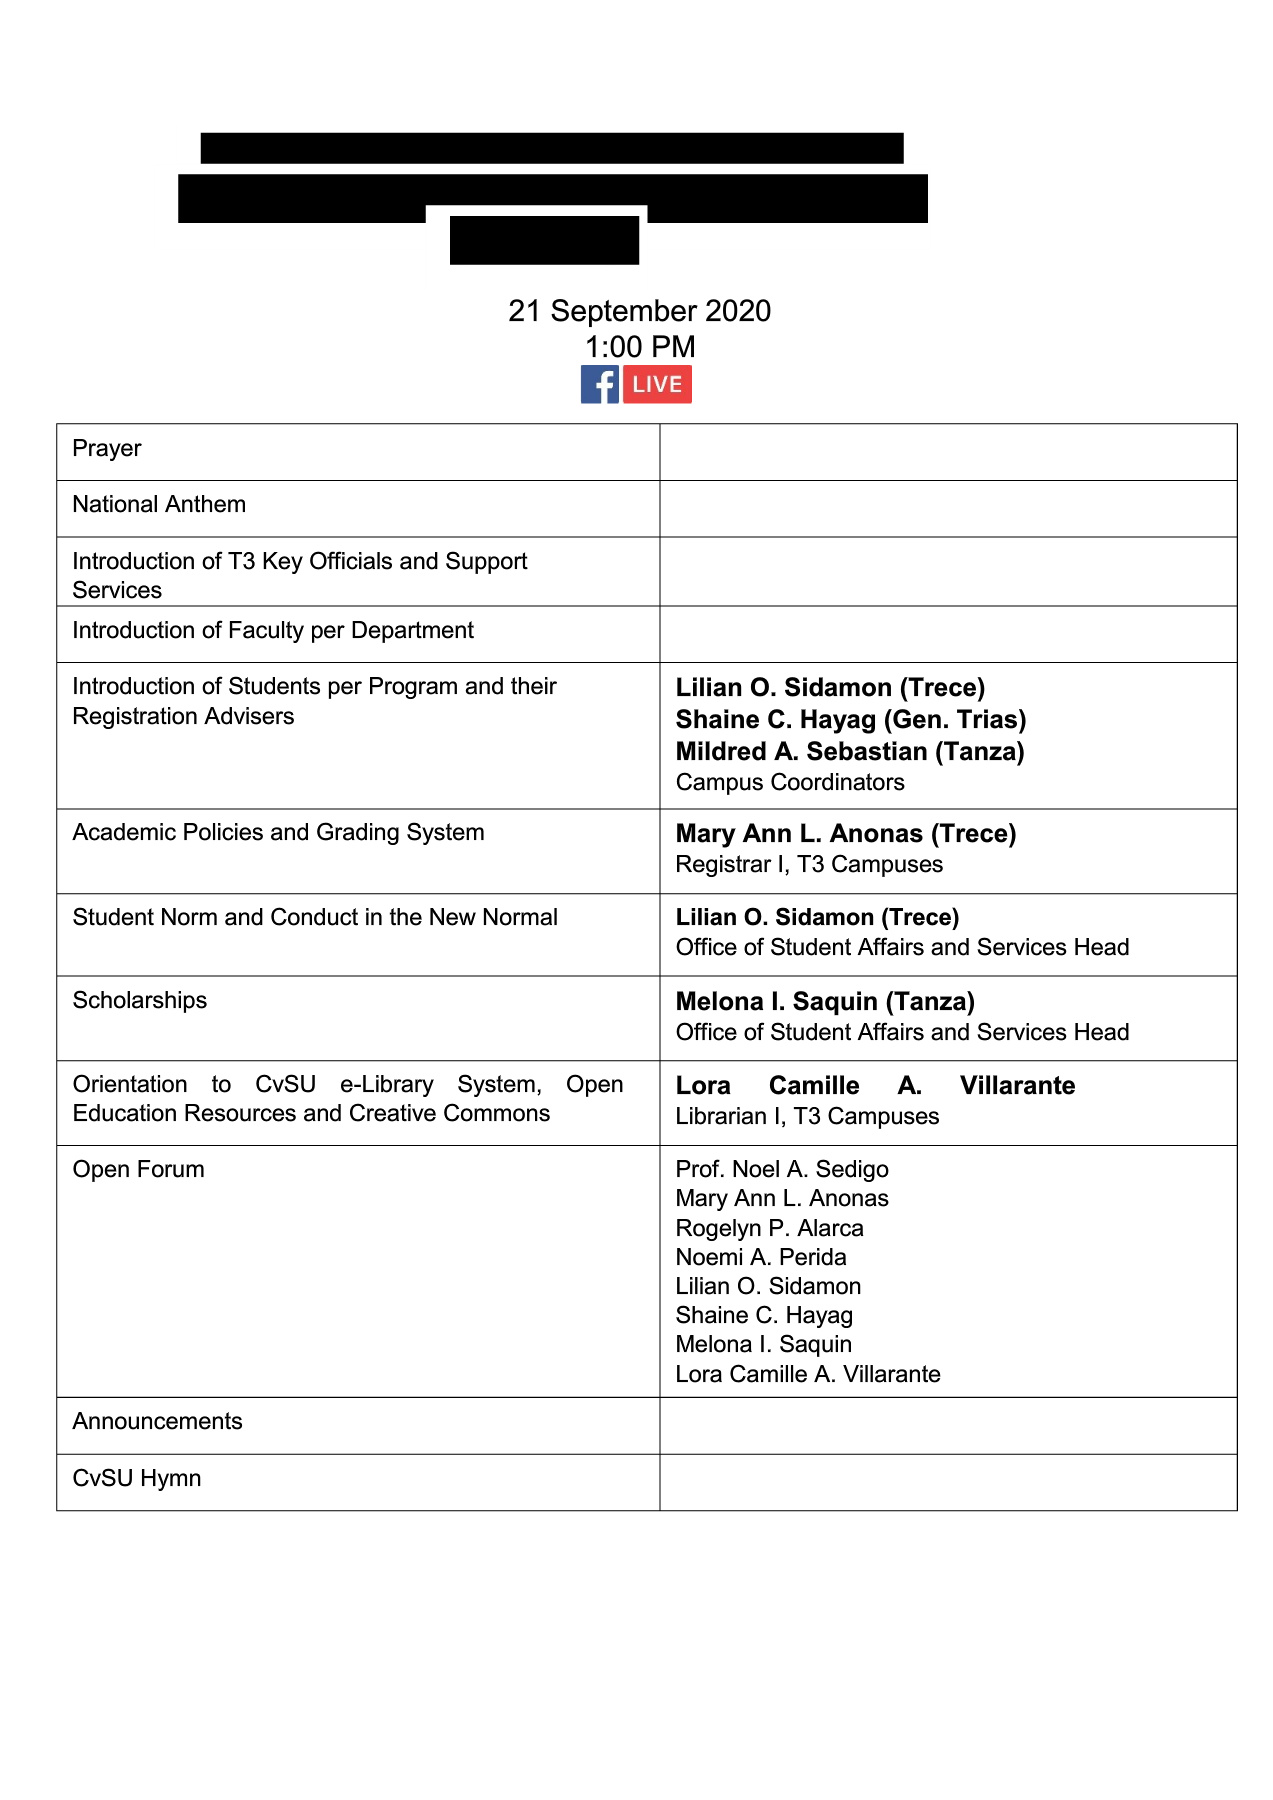 21 September 2020
1:00 PM
f LIVE
Prayer
National Anthem
Introduction of T3 Key Officials and Support
Services
Introduction of Faculty per Department
Introduction of Students per Program and their
Registration Advisers
Lilian O. Sidamon (Trece)
Shaine C. Hayag (Gen. Trias)
Mildred A. Sebastian (Tanza)
Campus Coordinators
Academic Policies and Grading System
Mary Ann L. Anonas (Trece)
Registrar I, T3 Campuses
Student Norm and Conduct in the New Normal
Lilian O. Sidamon (Trece)
Office of Student Affairs and Services Head
Scholarships
Melona I. Saquin (Tanza)
Office of Student Affairs and Services Head
Orientation to CvSU e-Library System, Open
Education Resources and Creative Commons
Lora Camille A. Villarante
Librarian I, T3 Campuses
Open Forum
Prof. Noel A. Sedigo
Mary Ann L. Anonas
Rogelyn P. Alarca
Noemi A. Perida
Lilian O. Sidamon
Shaine C. Hayag
Melona I. Saquin
Lora Camille A. Villarante
Announcements
CvSU Hymn